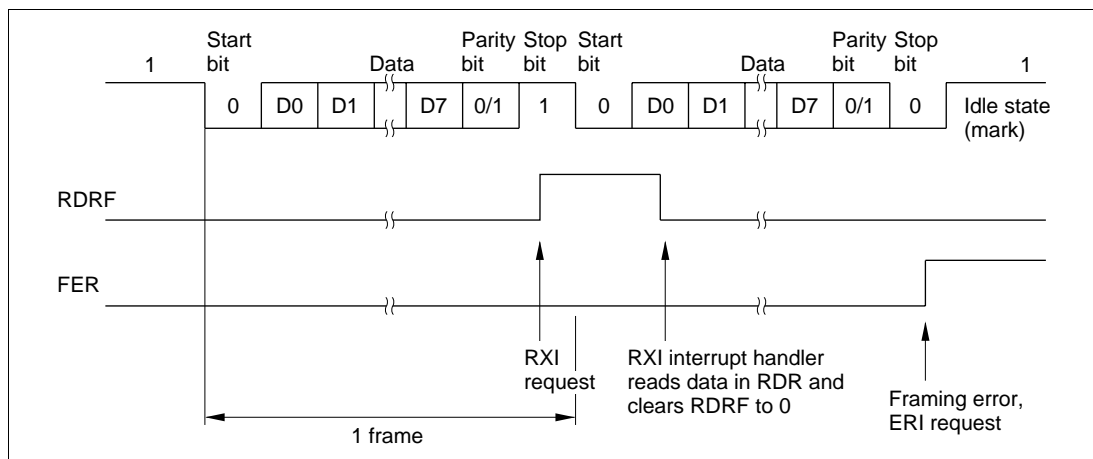 Start bit
Parity bit
Stop bit
Start bit
Parity bit
Stop bit
1
Data
Data
1
0
D0
D1
D7
0/1
1
0
D0
D1
D7
0/1
0
Idle state
(mark)
RDRF
FER
RXI
request
RXI interrupt handler
reads data in RDR and
clears RDRF to 0
Framing error,
ERI request
1 frame